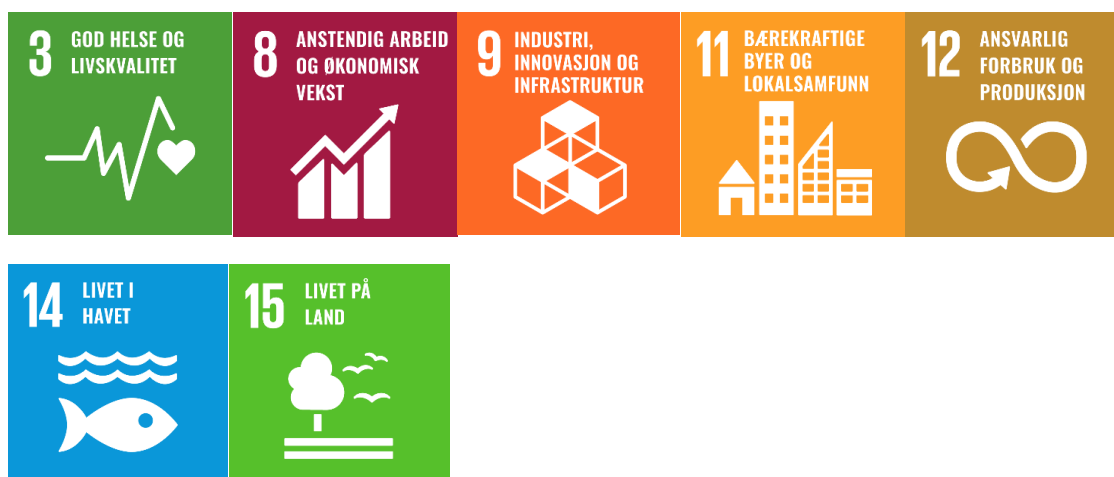 3 GOD HELSE OG
LIVSKVALITET
8 ANSTENDIG ARBEID
OG ØKONOMISK
VEKST
9 INDUSTRI,
INNOVASJON OG
INFRASTRUKTUR
11 BÆREKRAFTIGE
BYER OG
LOKALSAMFUNN
12 ANSVARLIG
FORBRUK OG
PRODUKSJON
14 LIVET I
HAVET
15 LIVET PÅ
LAND